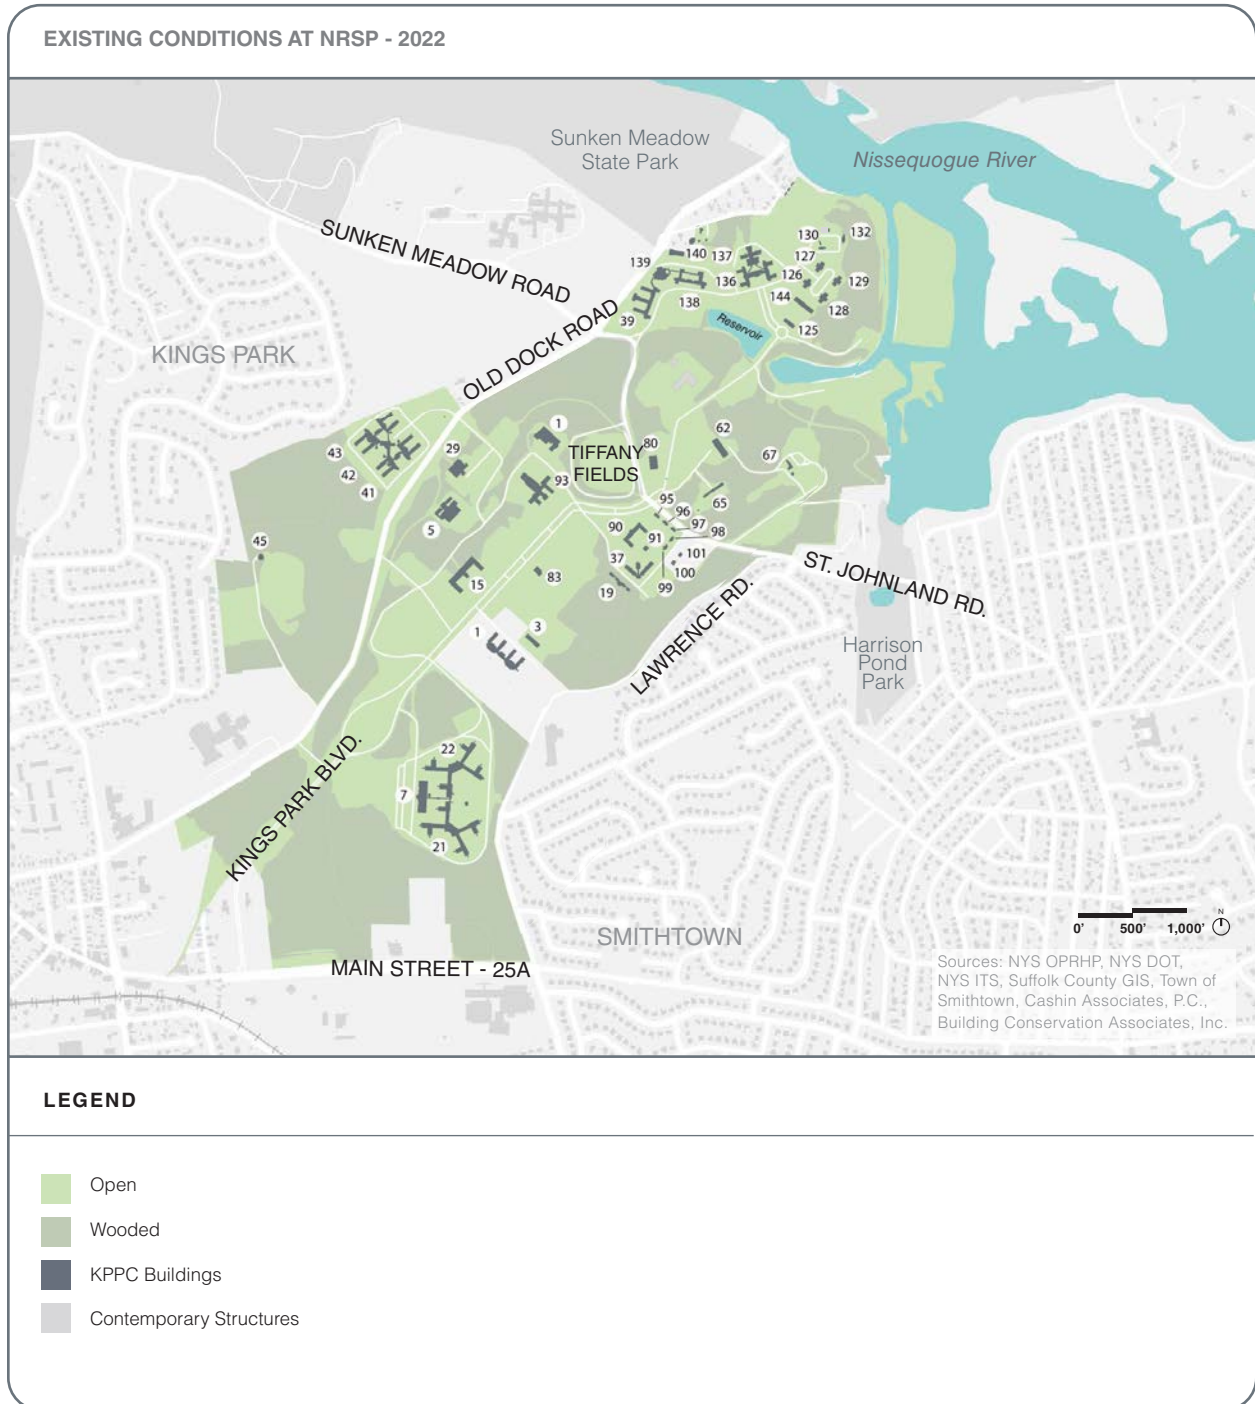 EXISTING CONDITIONS AT NRSP - 2022
Sunken Meadow
State Park
Nissequogue River
SUNKEN MEADOW ROAD
KINGS PARK
OLD DOCK ROAD
130
132
140
137
127
139
136
126
129
144
128
138
39
125
Reservoir
1
TIFFANY
FIELDS
80
62
29
43
42
41
93
67
5
95
96
65
97
98
90
91
45
37
101
100
15
83
19
99
ST. JOHNLAND RD.
LAWRENCE RD.
1
3
Harrison
Pond
Park
KINGS PARK BLVD.
22
7
21
SMITHTOWN
MAIN STREET - 25A
N
0'
500'
1,000'
Sources: NYS OPRHP, NYS DOT,
NYS ITS, Suffolk County GIS, Town of
Smithtown, Cashin Associates, P.C.,
Building Conservation Associates, Inc.
LEGEND
Open
Wooded
KPPC Buildings
Contemporary Structures